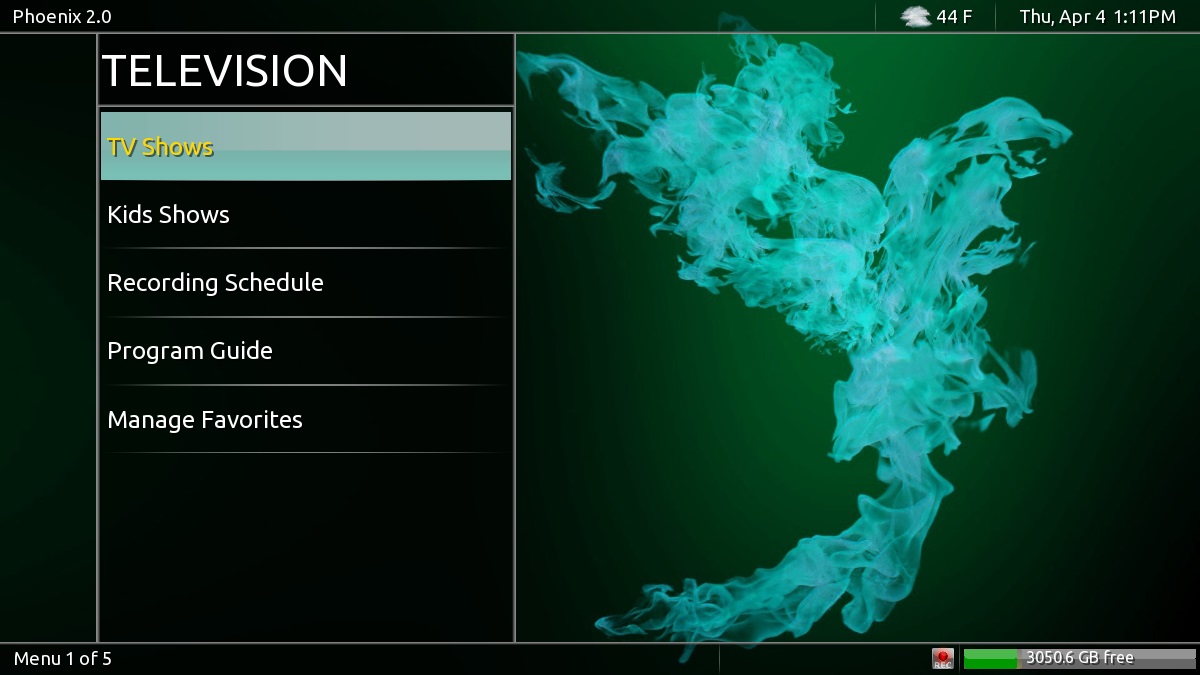 Phoenix 2.0
44 F
Thu, Apr 4 1:11PM
TELEVISION
TV Shows
Kids Shows
Recording Schedule
Program Guide
Manage Favorites
Menu 1 of 5
REC
3050.6 GB free